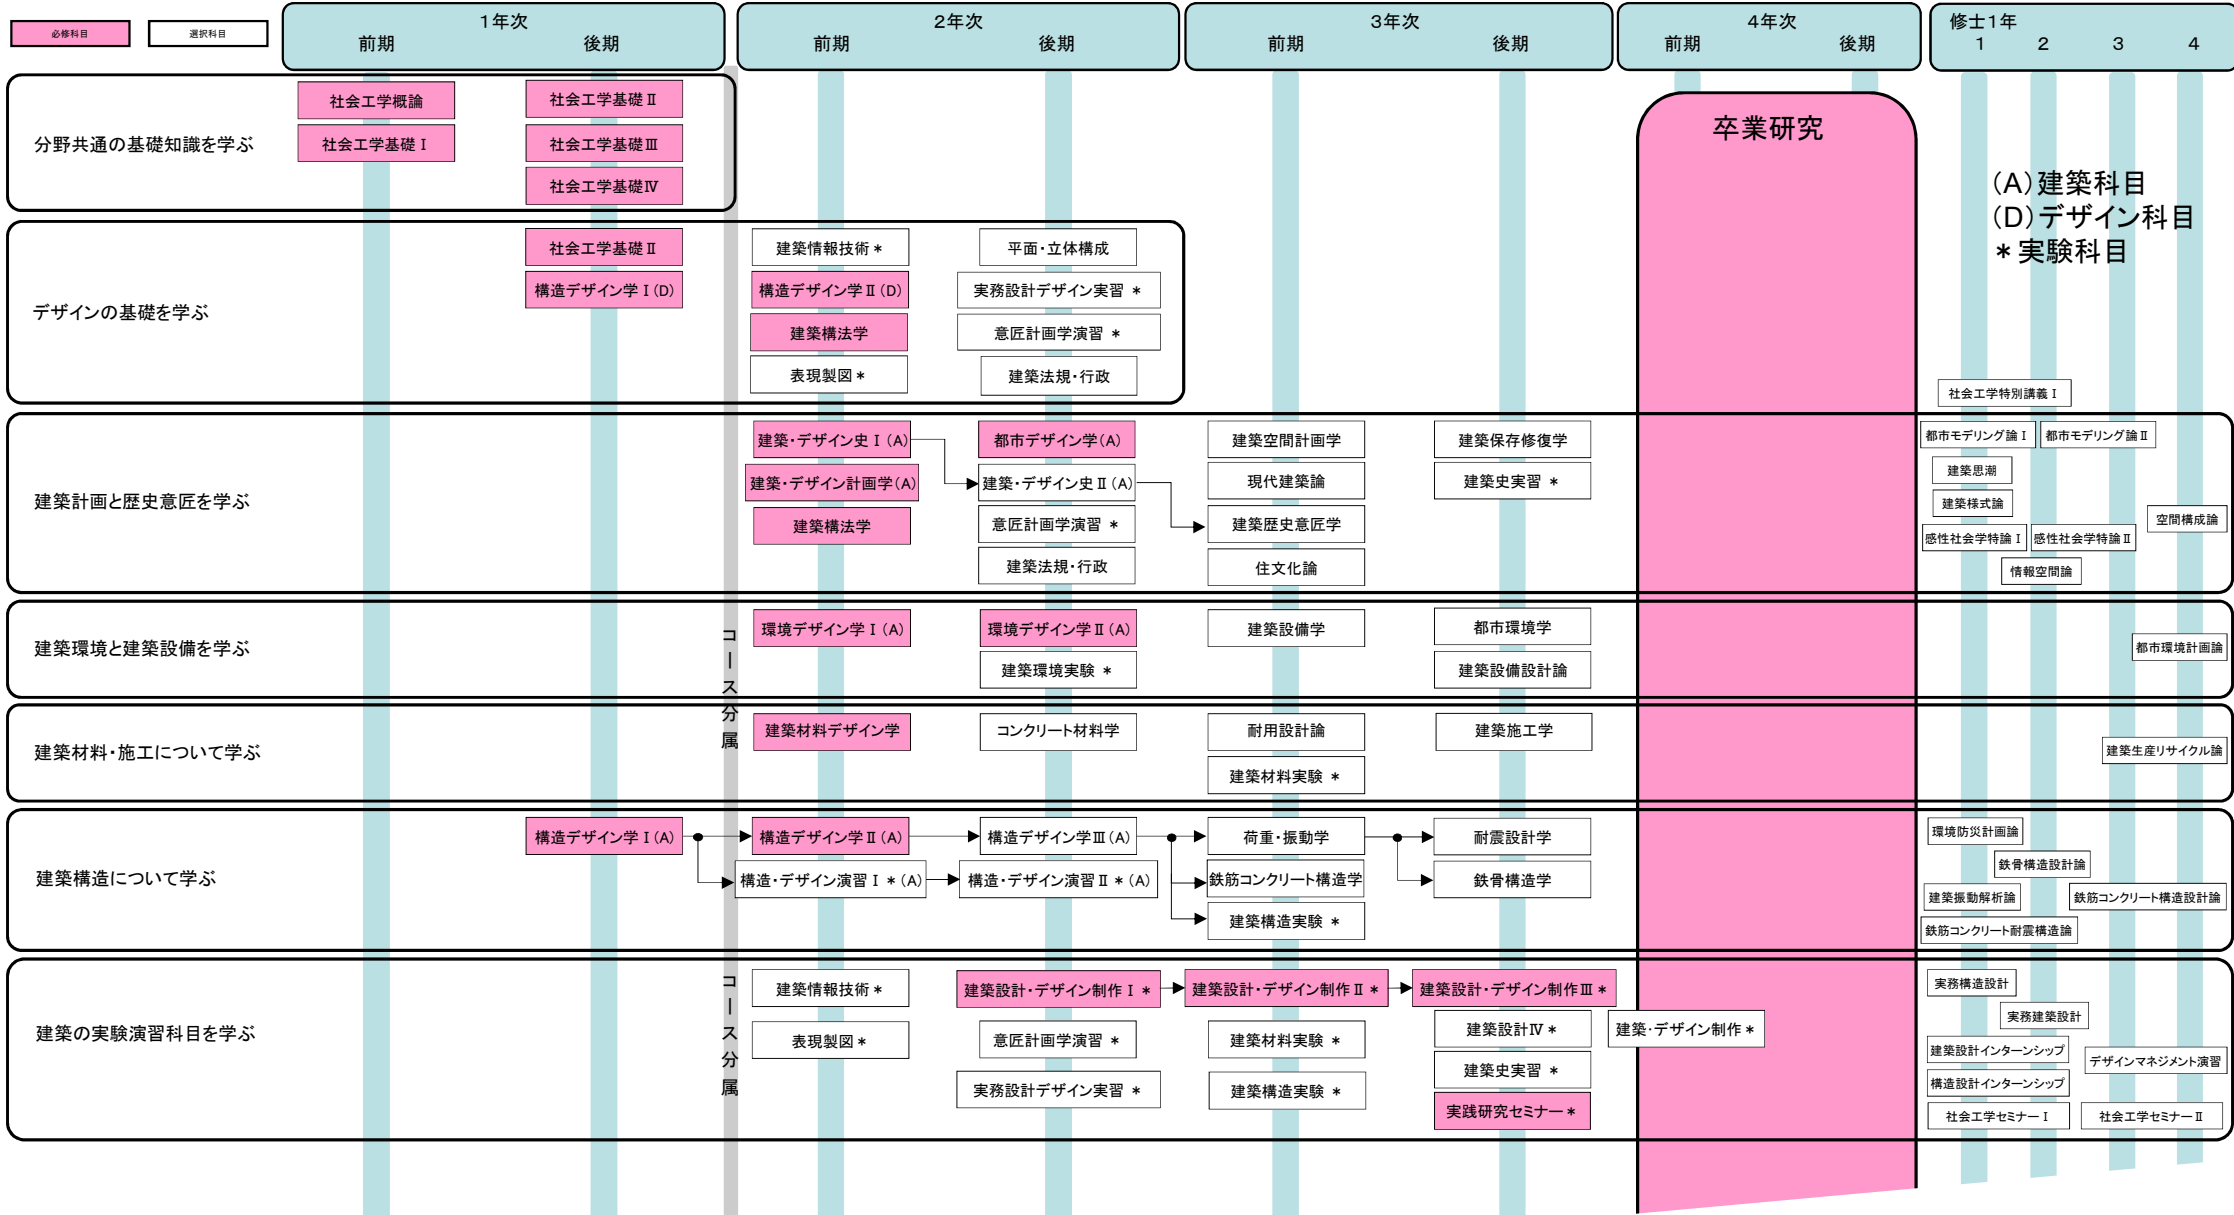 必修科目
選択科目
1年次
前期
後期
2年次
前期
後期
3年次
前期
後期
4年次
前期
後期
修士1年
1
2
3
4
分野共通の基礎知識を学ぶ
社会工学概論
社会工学基礎Ⅰ
社会工学基礎Ⅱ
社会工学基礎Ⅲ
社会工学基礎Ⅳ
卒業研究
(A)建築科目
(D)デザイン科目
*実験科目
デザインの基礎を学ぶ
社会工学基礎Ⅱ
構造デザイン学Ⅰ(D)
建築情報技術*
構造デザイン学Ⅱ(D)
建築構法学
表現製図*
平面・立体構成
実務設計デザイン実習 *
意匠計画学演習 *
建築法規・行政
社会工学特別講義Ⅰ
建築計画と歴史意匠を学ぶ
建築・デザイン史Ⅰ(A)
建築・デザイン計画学(A)
建築構法学
都市デザイン学(A)
建築・デザイン史Ⅱ(A)
意匠計画学演習 *
建築法規・行政
建築空間計画学
現代建築論
建築歴史意匠学
住文化論
建築保存修復学
建築史実習 *
都市モデリング論Ⅰ
都市モデリング論Ⅱ
建築思潮
建築様式論
空間構成論
感性社会学特論Ⅰ
感性社会学特論Ⅱ
情報空間論
建築環境と建築設備を学ぶ
環境デザイン学Ⅰ(A)
環境デザイン学Ⅱ(A)
建築環境実験 *
建築設備学
都市環境学
建築設備設計論
都市環境計画論
コース分属
建築材料・施工について学ぶ
建築材料デザイン学
コンクリート材料学
耐用設計論
建築材料実験 *
建築施工学
建築生産リサイクル論
建築構造について学ぶ
構造デザイン学Ⅰ(A)
構造デザイン学Ⅱ(A)
構造・デザイン演習Ⅰ*(A)
構造デザイン学Ⅲ(A)
構造・デザイン演習Ⅱ*(A)
荷重・振動学
鉄筋コンクリート構造学
建築構造実験 *
耐震設計学
鉄骨構造学
環境防災計画論
鉄骨構造設計論
建築振動解析論
鉄筋コンクリート構造設計論
鉄筋コンクリート耐震構造論
建築の実験演習科目を学ぶ
コース分属
建築情報技術*
表現製図*
建築設計・デザイン制作Ⅰ *
意匠計画学演習 *
実務設計デザイン実習 *
建築設計・デザイン制作Ⅱ *
建築材料実験 *
建築構造実験 *
建築設計・デザイン制作Ⅲ*
建築設計Ⅳ*
建築史実習 *
実践研究セミナー*
建築・デザイン制作*
実務構造設計
実務建築設計
建築設計インターンシップ
デザインマネジメント演習
構造設計インターンシップ
社会工学セミナーⅠ
社会工学セミナーⅡ